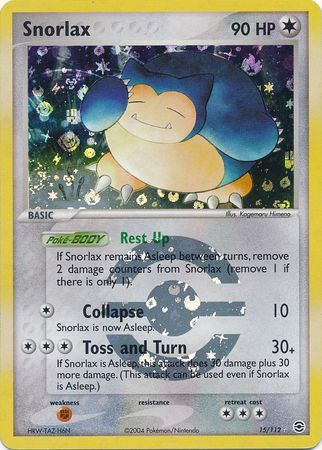 Snorlax 90 HP
BASIC Illus. Kagemaru Himeno
Poké-BODY Rest Up
If Snorlax remains Asleep between turns, remove
2 damage counters from Snorlax (remove 1 if
there is only 1).
Collapse 10
Snorlax is now Asleep.
Toss and Turn 30+
If Snorlax is Asleep, this attack does 30 damage plus 30
more damage. (This attack can be used even if Snorlax
is Asleep.)
weakness resistance retreat cost
HRW-TAZ-H6N ©2004 Pokémon/Nintendo 15/112